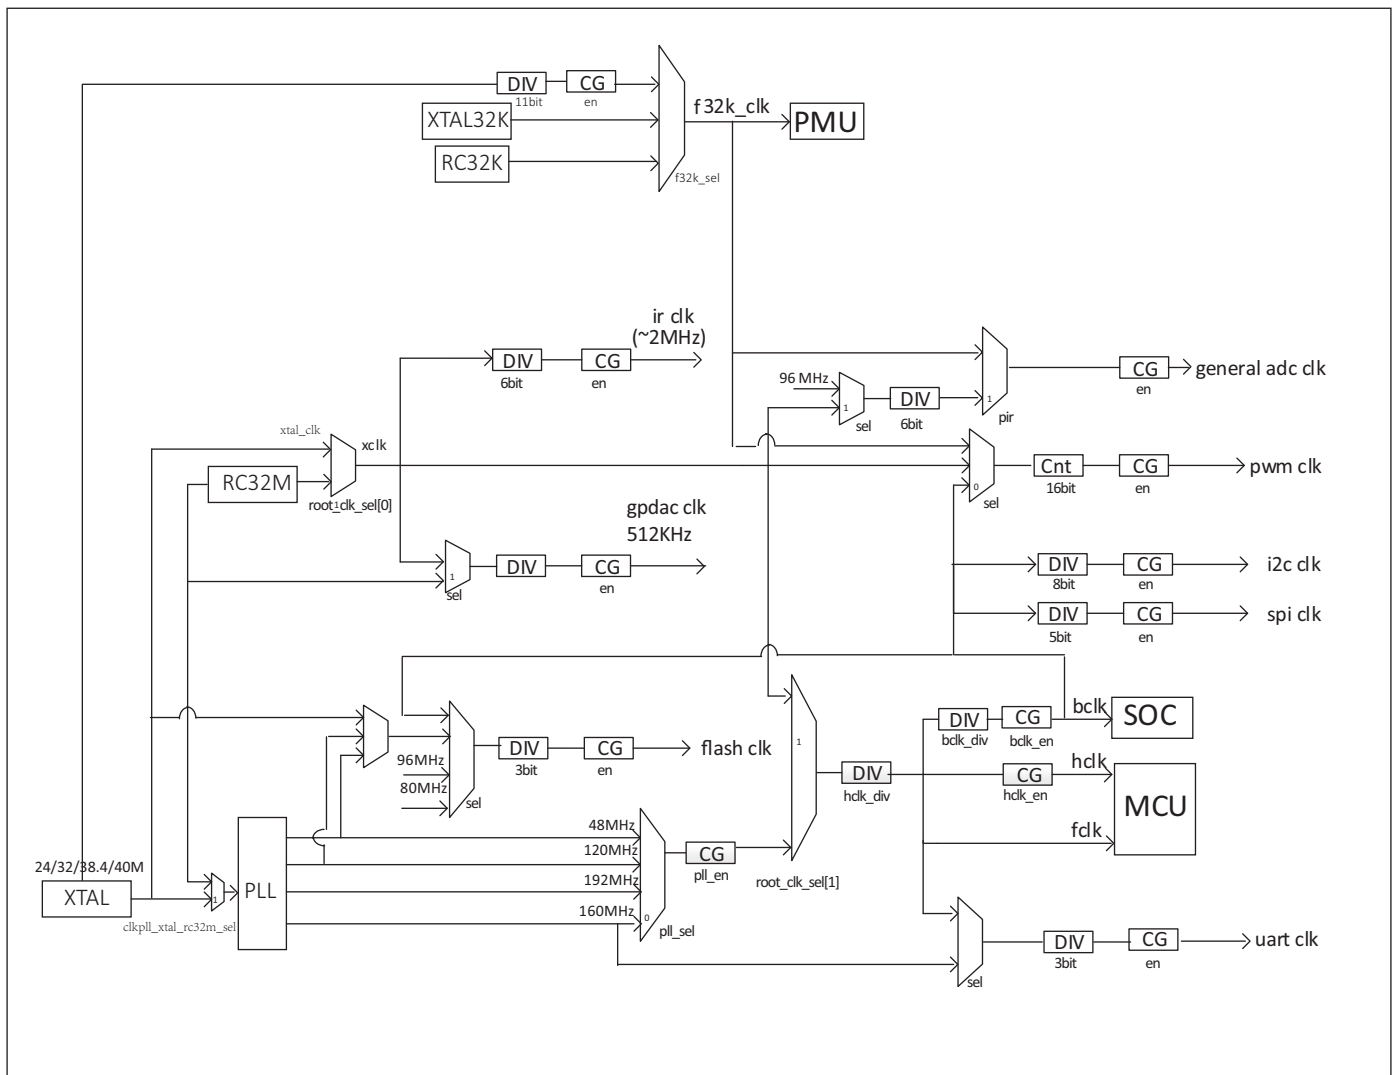 DIV
CG
11bit
en
XTAL32K
f32k_clk
PMU
RC32K
f32k_sel
ir clk
(~2MHz)
DIV
CG
6bit
en
96 MHz
1
sel
DIV
6bit
1
pir
CG
en
general adc clk
xtal_clk
xclk
RC32M
root_clk_sel[0]
1
0
sel
Cnt
16bit
CG
en
pwm clk
gpdac clk
512KHz
1
sel
DIV
CG
en
DIV
8bit
CG
en
i2c clk
DIV
5bit
CG
en
spi clk
96MHz
80MHz
sel
DIV
3bit
CG
en
flash clk
1
root_clk_sel[1]
DIV
hclk_div
DIV
bclk_div
CG
bclk_en
bclk
SOC
CG
hclk_en
hclk
fclk
MCU
24/32/38.4/40M
XTAL
1
clkpll_xtal_rc32m_sel
PLL
48MHz
120MHz
192MHz
160MHz
0
pll_sel
CG
pll_en
sel
DIV
3bit
CG
en
uart clk